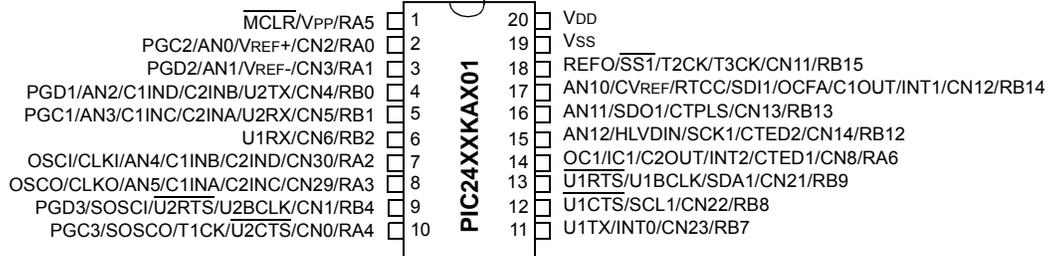 MCLR/VPP/RA5 1
PGC2/AN0/VREF+/CN2/RA0 2
PGD2/AN1/VREF-/CN3/RA1 3
PGD1/AN2/C1IND/C2INB/U2TX/CN4/RB0 4
PGC1/AN3/C1INC/C2INA/U2RX/CN5/RB1 5
U1RX/CN6/RB2 6
OSCI/CLKI/AN4/C1INB/C2IND/CN30/RA2 7
OSCO/CLKO/AN5/C1INA/C2INC/CN29/RA3 8
PGD3/SOSCI/U2RTS/U2BCLK/CN1/RB4 9
PGC3/SOSCO/T1CK/U2CTS/CN0/RA4 10
PIC24XXKAX01
20 VDD
19 VSS
18 REFO/SS1/T2CK/T3CK/CN11/RB15
17 AN10/CVREF/RTCC/SDI1/OCFA/C1OUT/INT1/CN12/RB14
16 AN11/SDO1/CTPLS/CN13/RB13
15 AN12/HLVDIN/SCK1/CTED2/CN14/RB12
14 OC1/IC1/C2OUT/INT2/CTED1/CN8/RA6
13 U1RTS/U1BCLK/SDA1/CN21/RB9
12 U1CTS/SCL1/CN22/RB8
11 U1TX/INT0/CN23/RB7